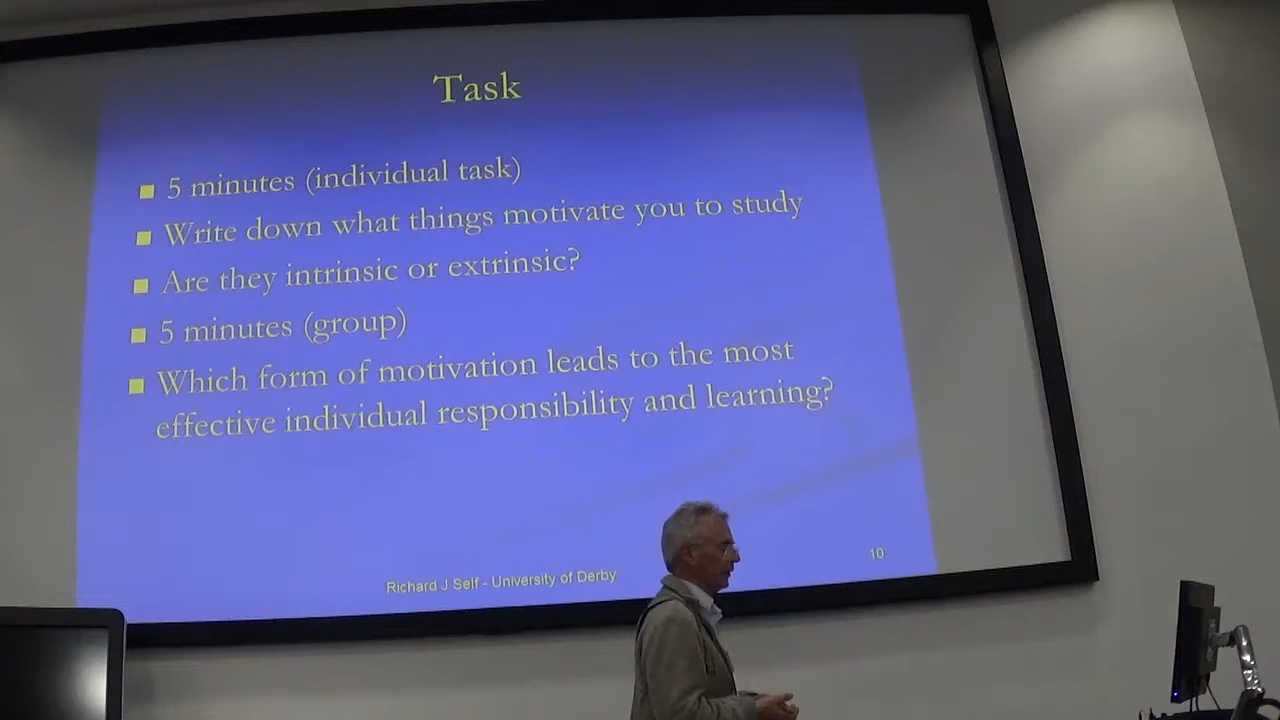 Task
5 minutes (individual task)
Write down what things motivate you to study
Are they intrinsic or extrinsic?
5 minutes (group)
Which form of motivation leads to the most
effective individual responsibility and learning?
Richard J Self - University of Derby
10